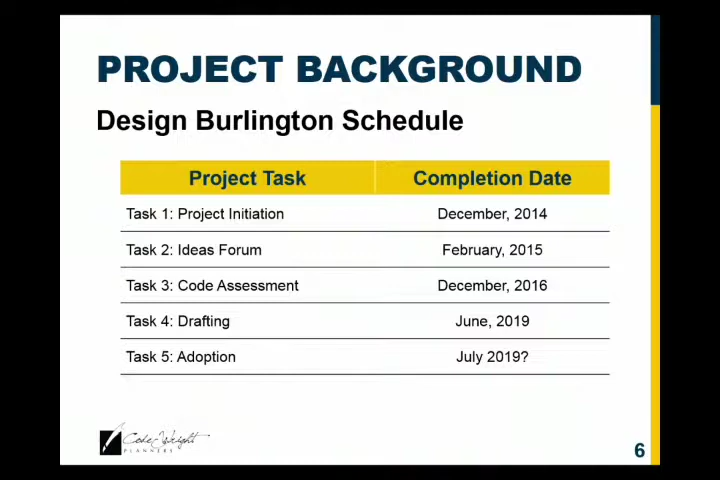 PROJECT BACKGROUND
Design Burlington Schedule
Project Task Completion Date
Task 1: Project Initiation December, 2014
Task 2: Ideas Forum February, 2015
Task 3: Code Assessment December, 2016
Task 4: Drafting June, 2019
Task 5: Adoption July 2019?
CodeWright
PLANNERS
6